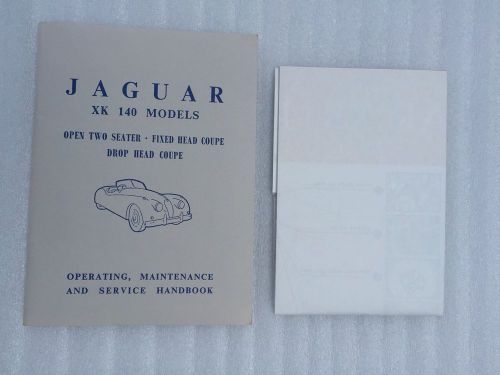 JAGUAR
XK 140 MODELS
OPEN TWO SEATER · FIXED HEAD COUPE
DROP HEAD COUPE
OPERATING, MAINTENANCE
AND SERVICE HANDBOOK